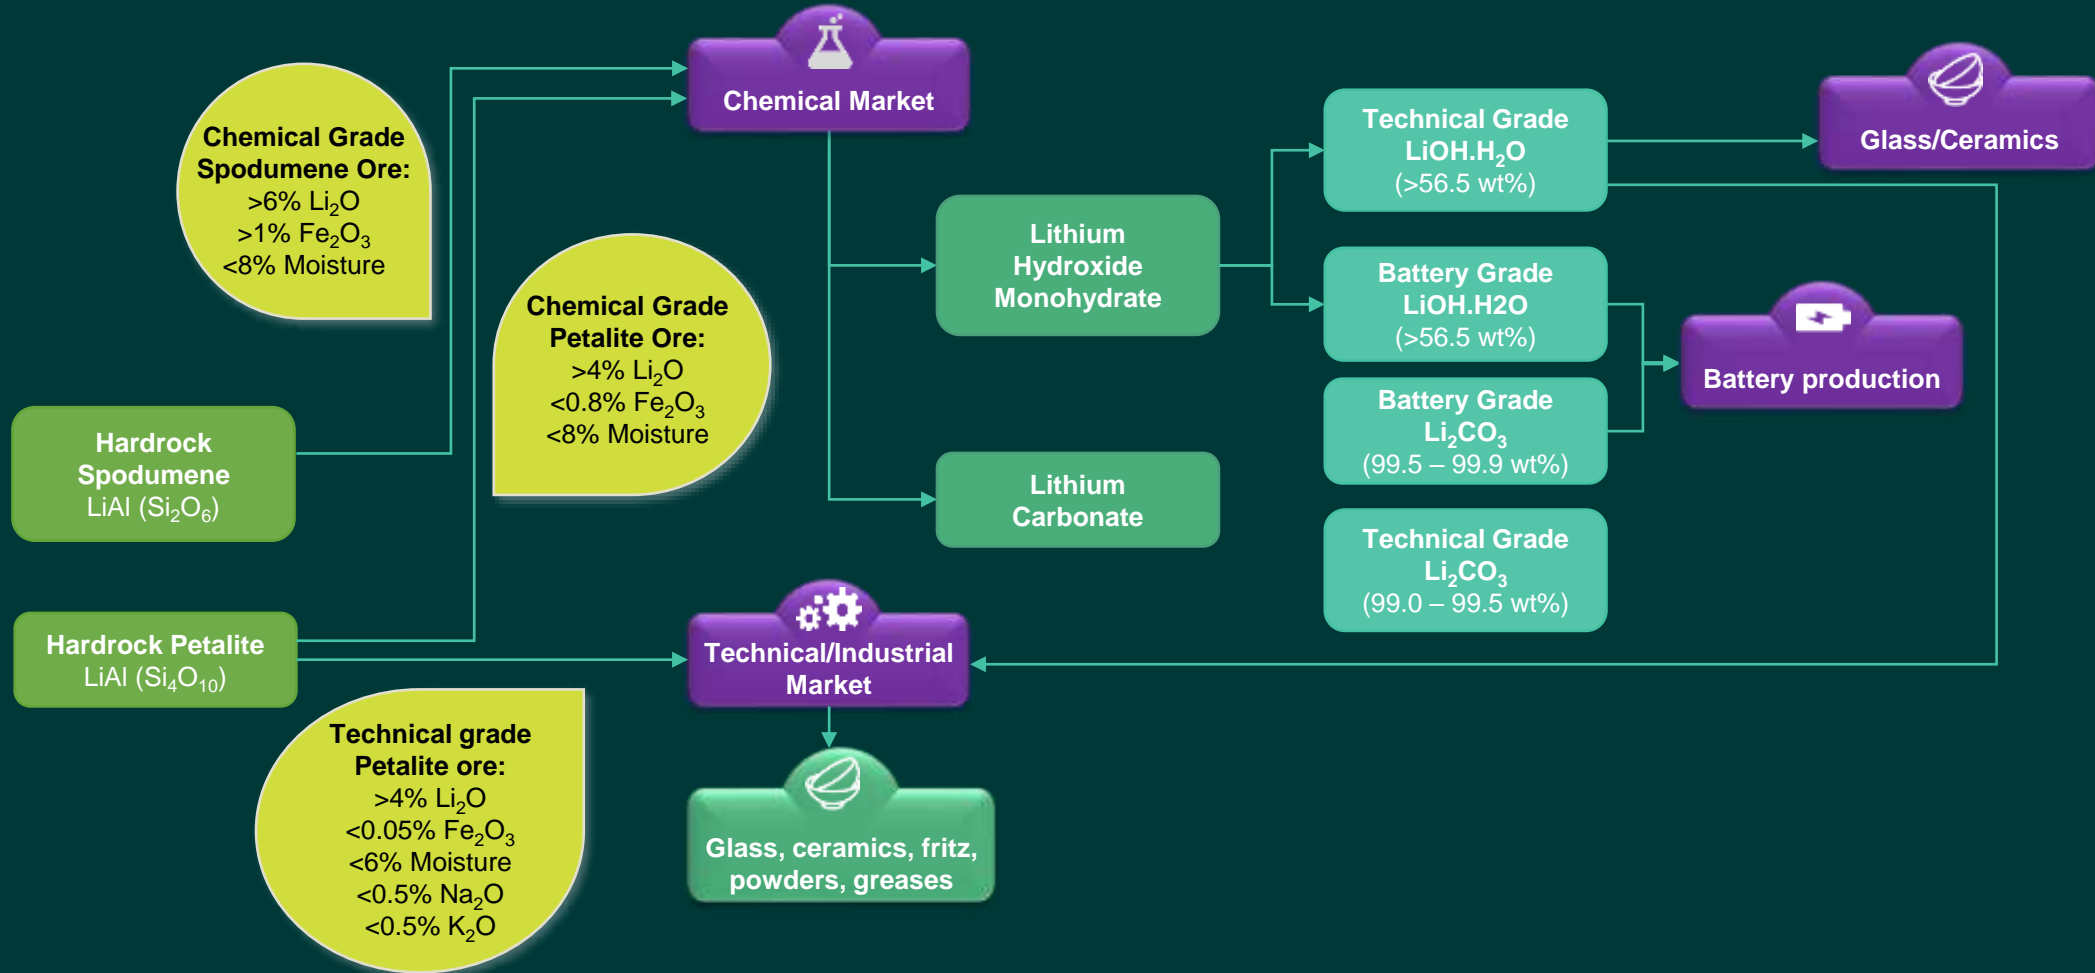 Chemical Market
Chemical Grade
Spodumene Ore:
>6% Li₂O
>1% Fe₂O₃
<8% Moisture
Chemical Grade
Petalite Ore:
>4% Li₂O
<0.8% Fe₂O₃
<8% Moisture
Hardrock
Spodumene
LiAl (Si₂O₆)
Hardrock Petalite
LiAl (Si₄O₁₀)
Technical grade
Petalite ore:
>4% Li₂O
<0.05% Fe₂O₃
<6% Moisture
<0.5% Na₂O
<0.5% K₂O
Lithium
Hydroxide
Monohydrate
Lithium
Carbonate
Technical/Industrial
Market
Glass, ceramics, fritz,
powders, greases
Technical Grade
LiOH.H₂O
(>56.5 wt%)
Battery Grade
LiOH.H2O
(>56.5 wt%)
Battery Grade
Li₂CO₃
(99.5 – 99.9 wt%)
Technical Grade
Li₂CO₃
(99.0 – 99.5 wt%)
Glass/Ceramics
Battery production